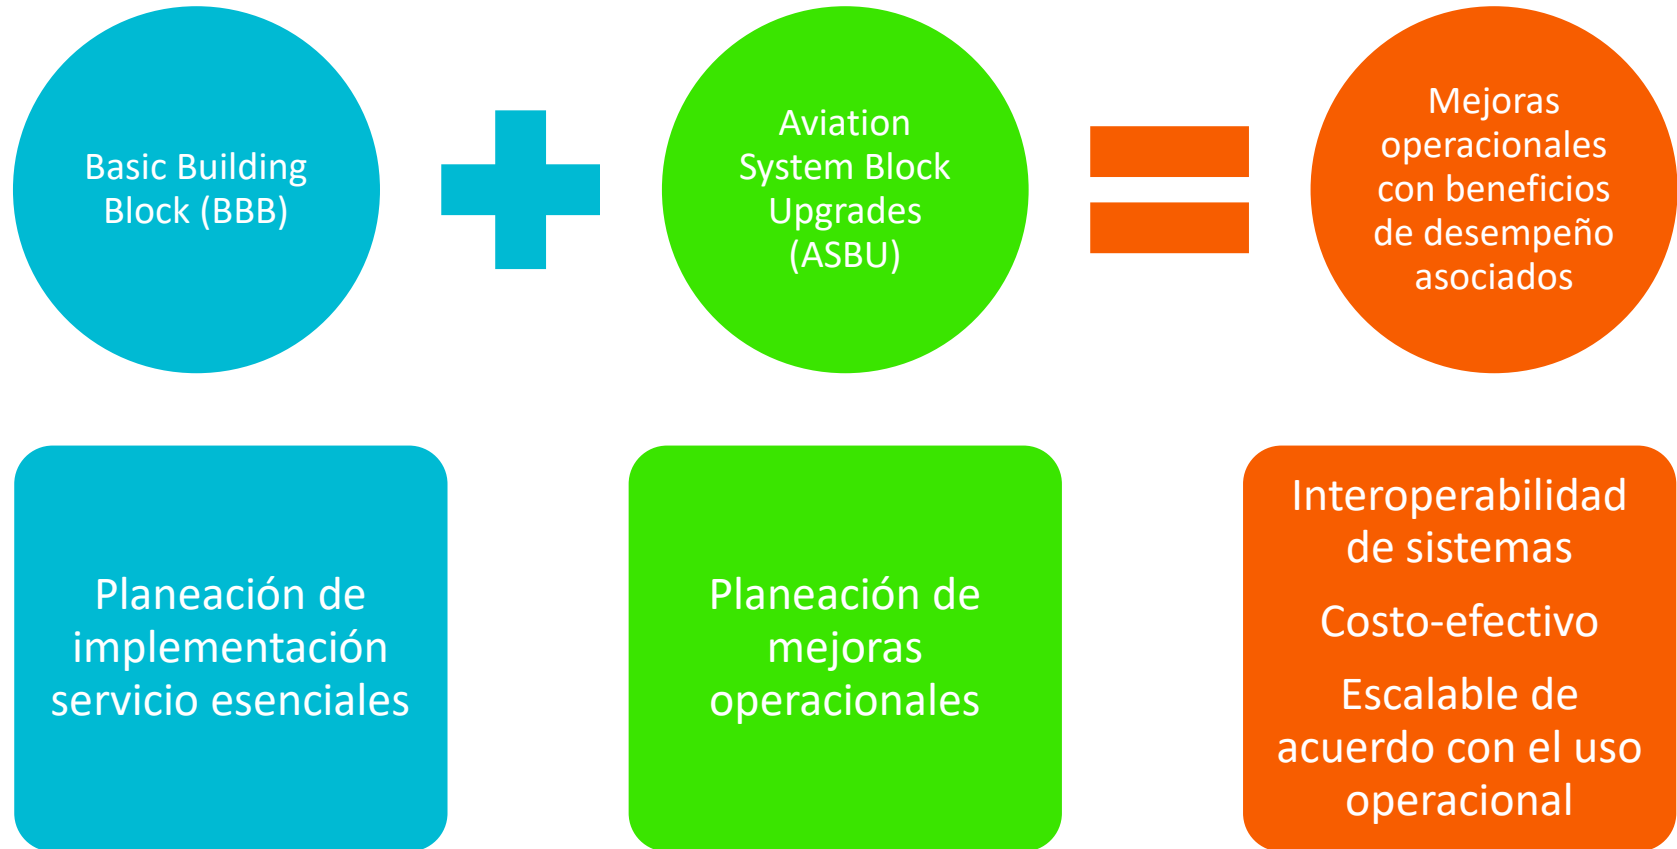 Basic Building
Block (BBB)
Aviation
System Block
Upgrades
(ASBU)
Mejoras
operacionales
con beneficios
de desempeño
asociados
Planeación de
implementación
servicio esenciales
Planeación de
mejoras
operacionales
Interoperabilidad
de sistemas
Costo-efectivo
Escalable de
acuerdo con el uso
operacional